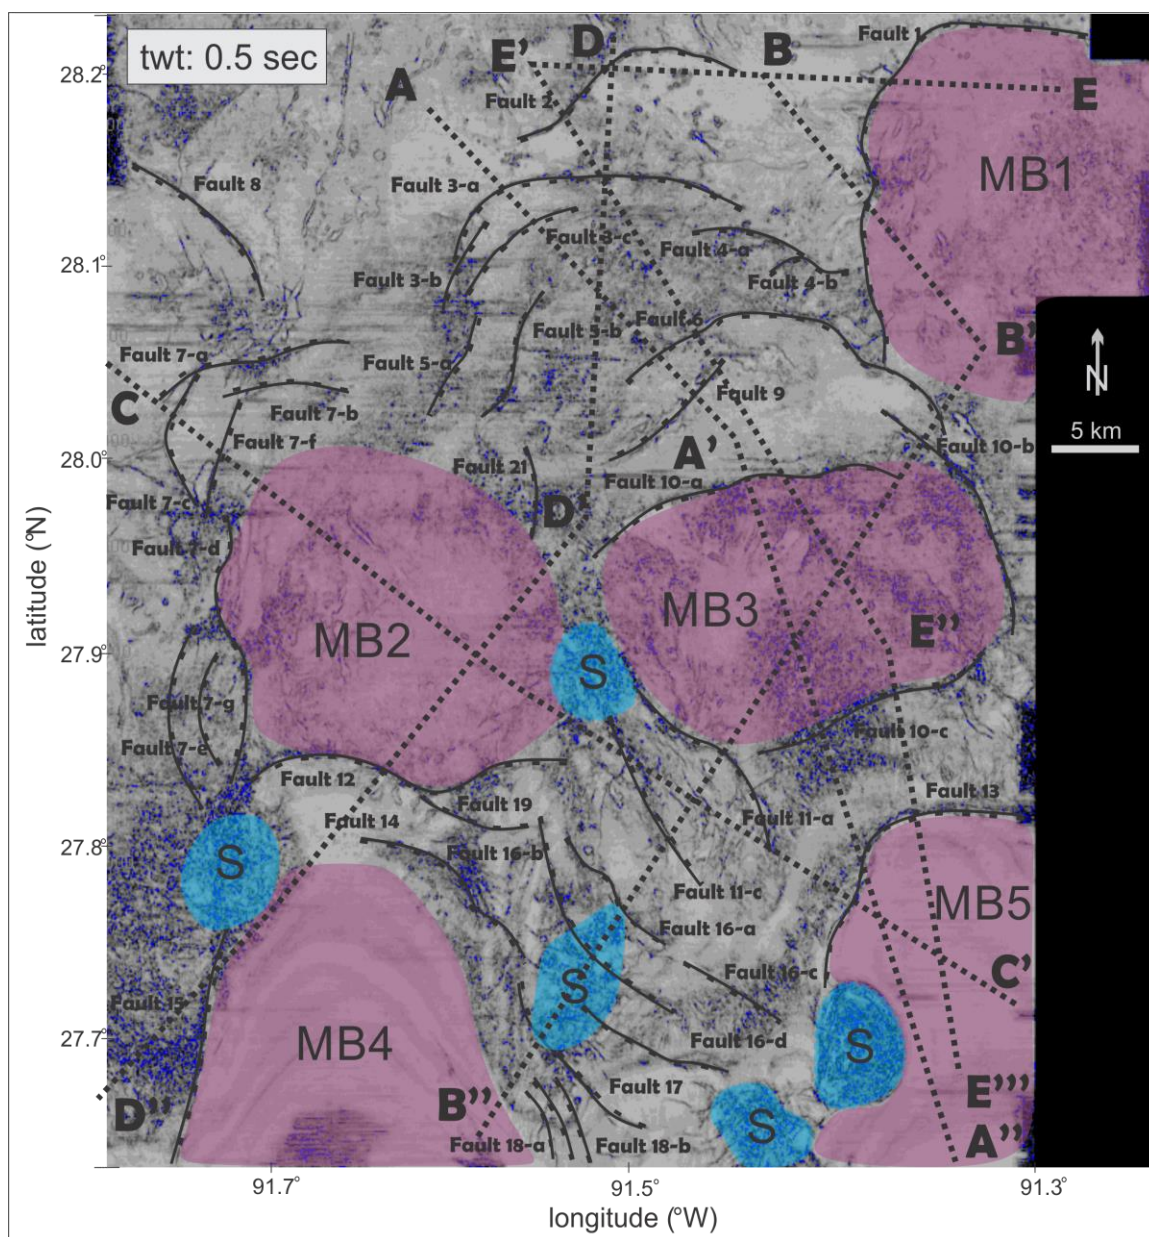 twt: 0.5 sec
Fault 1
D
E'
B
28.2°
A
E
Fault 2
MB1
Fault 8
Fault 3-a
Fault 3-c
Fault 4-a
28.1°
Fault 3-b
Fault 4-b
Fault 6
Fault 5-b
B'
Fault 7-a
Fault 5-a
N
Fault 9
C
Fault 7-b
5 km
Fault 7-f
Fault 10-b
A'
28.0°
Fault 21
Fault 10-a
Fault 7-c
D'
Fault 7-d
latitude (°N)
MB3
MB2
E''
27.9°
S
Fault 7-g
Fault 10-c
Fault 7-e
Fault 12
Fault 13
Fault 19
Fault 14
Fault 11-a
27.8°
Fault 16-b
S
Fault 11-c
MB5
Fault 16-a
Fault 16-c
C'
S
Fault 15
MB4
27.7°
Fault 16-d
S
Fault 17
E'''
B''
D''
S
Fault 18-a
Fault 18-b
A''
91.7°
91.5°
91.3°
longitude (°W)